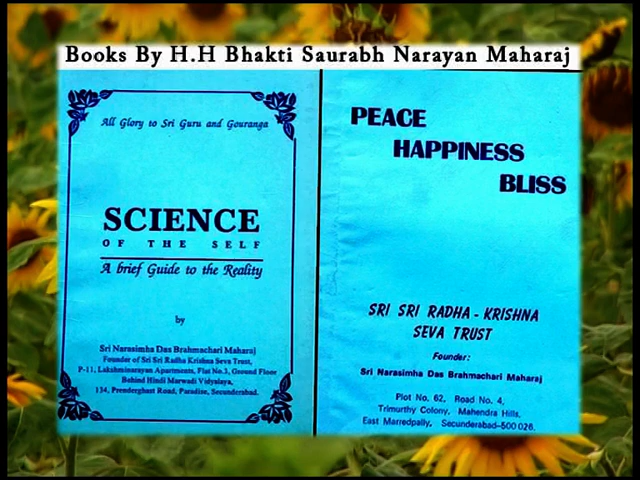 Books By H.H Bhakti Saurabh Narayan Maharaj
All Glory to Sri Guru and Gouranga
SCIENCE
OF THE SELF
A brief Guide to the Reality
by
Sri Narasimha Das Brahmachari Maharaj
Founder of Sri Sri Radha Krishna Seva Trust,
P-11, Lakshminarayan Apartments, Flat No.3, Ground Floor
Behind Hindi Marwadi Vidyalaya,
134, Prenderghast Road, Paradise, Secunderabad.
PEACE
HAPPINESS
BLISS
SRI SRI RADHA - KRISHNA
SEVA TRUST
Founder:
Sri Narasimha Das Brahmachari Maharaj
Plot No. 62, Road No. 4,
Trimurthy Colony, Mahendra Hills,
East Marredpally, Secunderabad-500 026.